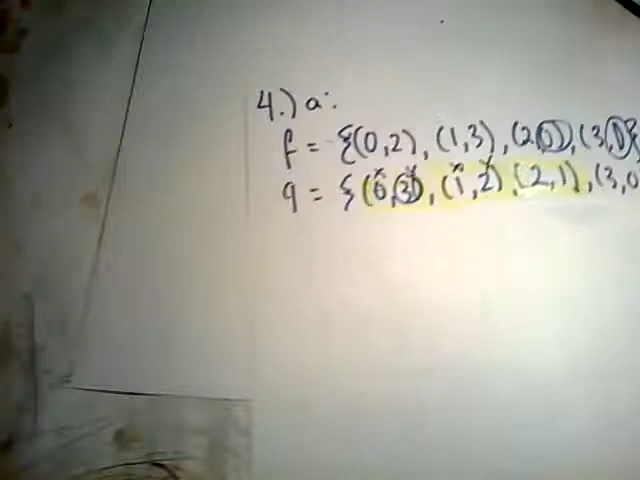 4.) a:
f = {(0,2), (1,3), (2,0), (3,1)}
q = {(0,3), (1,2), (2,1), (3,0